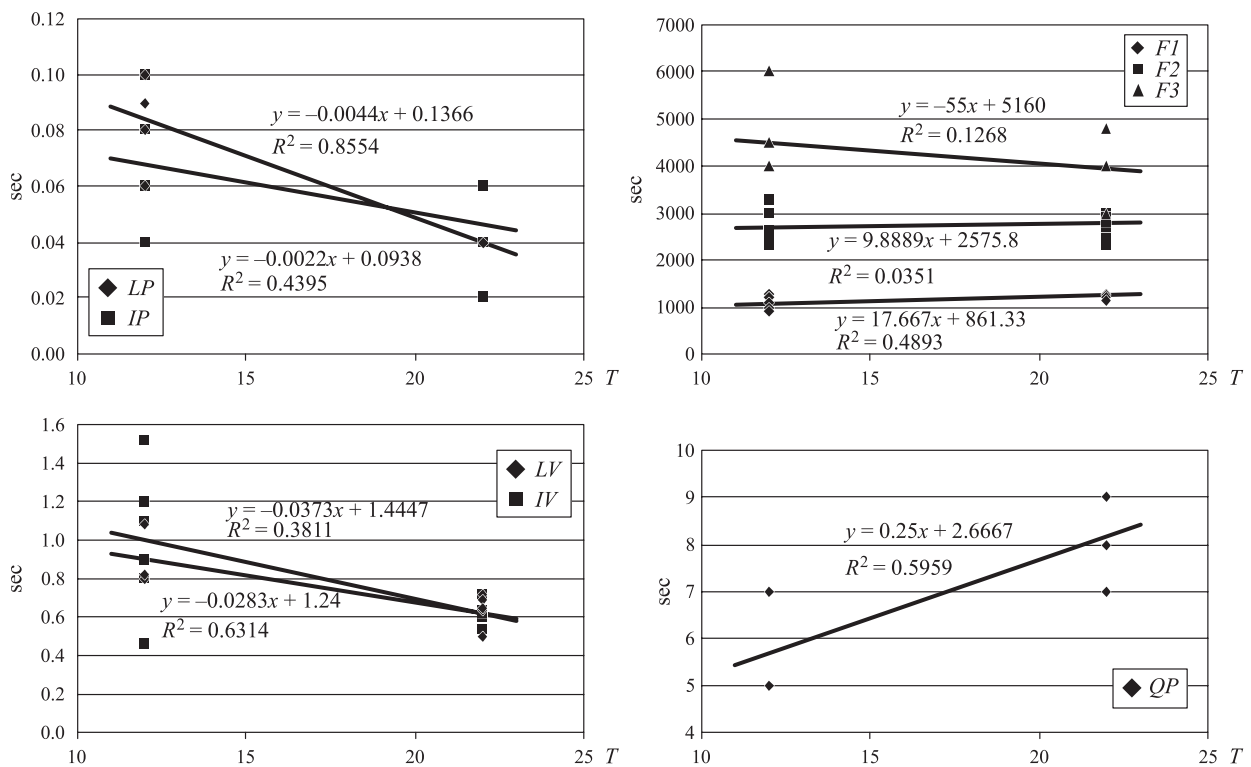 sec
0.12
0.10
0.08
0.06
0.04
0.02
0.00
y = –0.0044x + 0.1366
R² = 0.8554
y = –0.0022x + 0.0938
R² = 0.4395
LP
IP
10 15 20 25 T
sec
7000
6000
5000
4000
3000
2000
1000
0
F1
F2
F3
y = –55x + 5160
R² = 0.1268
y = 9.8889x + 2575.8
R² = 0.0351
y = 17.667x + 861.33
R² = 0.4893
10 15 20 25 T
sec
1.6
1.4
1.2
1.0
0.8
0.6
0.4
0.2
0.0
LV
IV
y = –0.0373x + 1.4447
R² = 0.3811
y = –0.0283x + 1.24
R² = 0.6314
10 15 20 25 T
sec
10
9
8
7
6
5
4
y = 0.25x + 2.6667
R² = 0.5959
QP
10 15 20 25 T